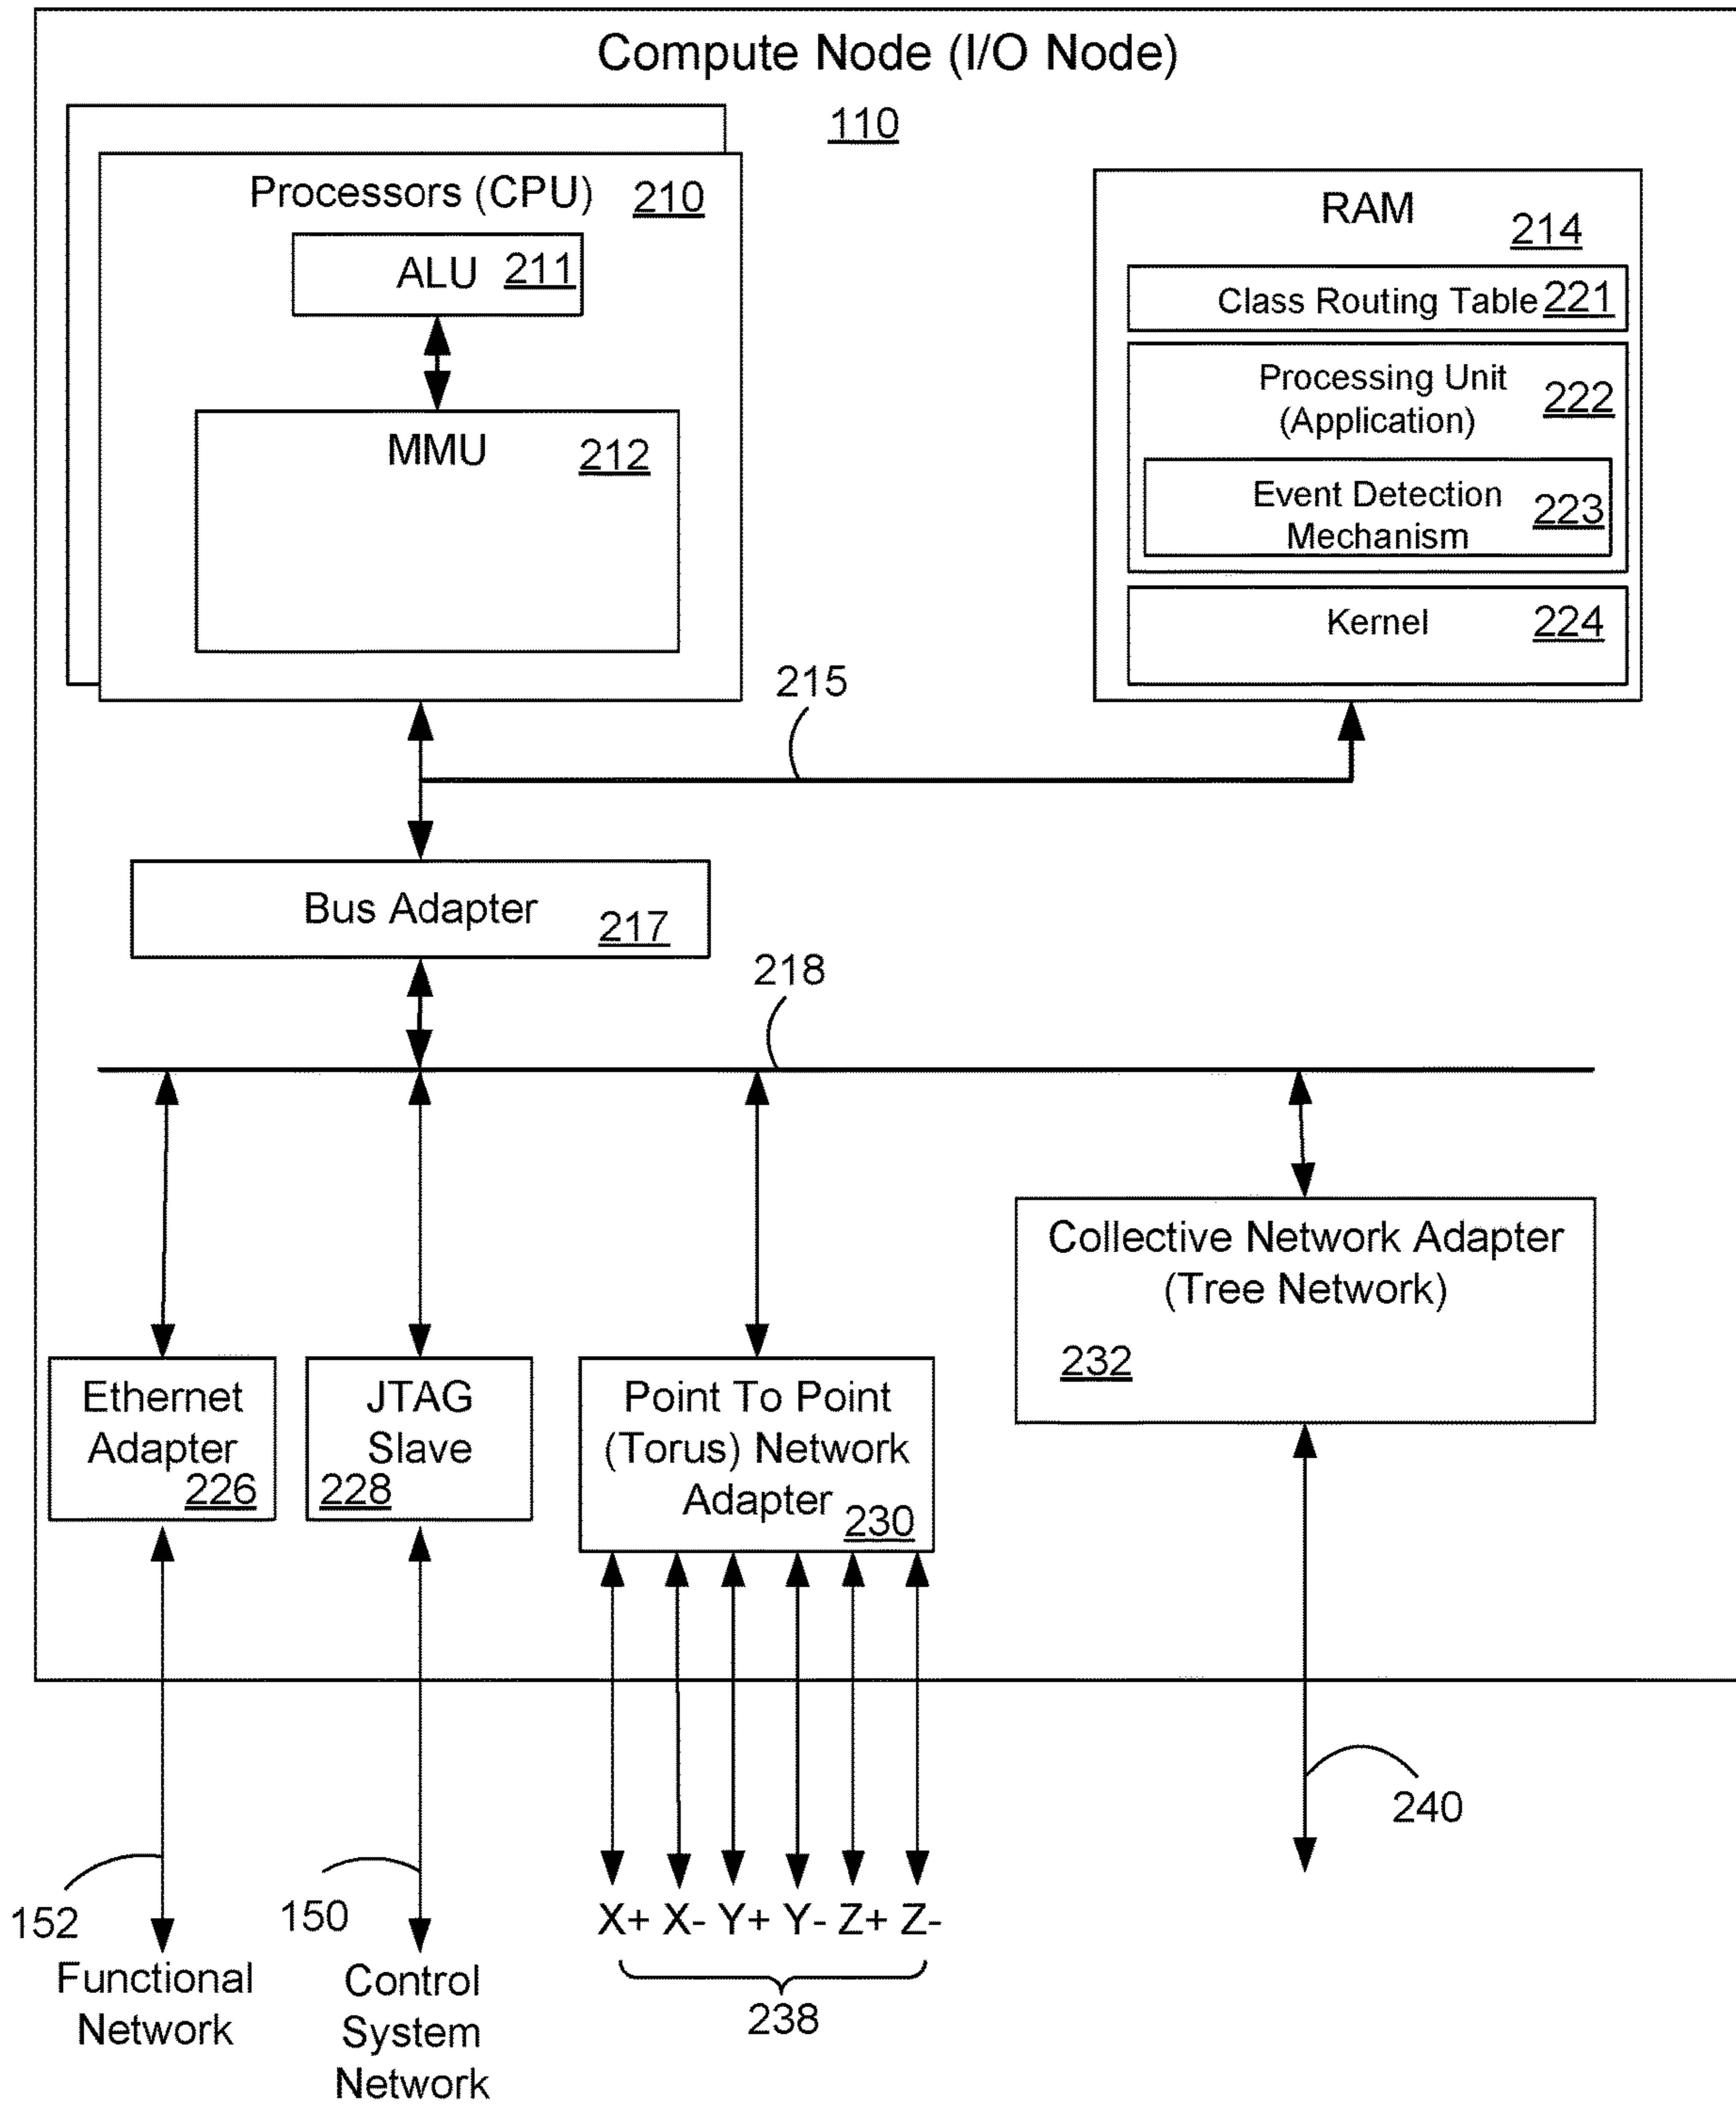 Compute Node (I/O Node)
110
Processors (CPU) 210
ALU 211
MMU 212
RAM
214
Class Routing Table 221
Processing Unit
(Application)
222
Event Detection
Mechanism
223
Kernel 224
215
Bus Adapter 217
218
Collective Network Adapter
(Tree Network)
232
Ethernet
Adapter
226
JTAG
Slave
228
Point To Point
(Torus) Network
Adapter
230
240
152
150
X+ X- Y+ Y- Z+ Z-
238
Functional
Network
Control
System
Network